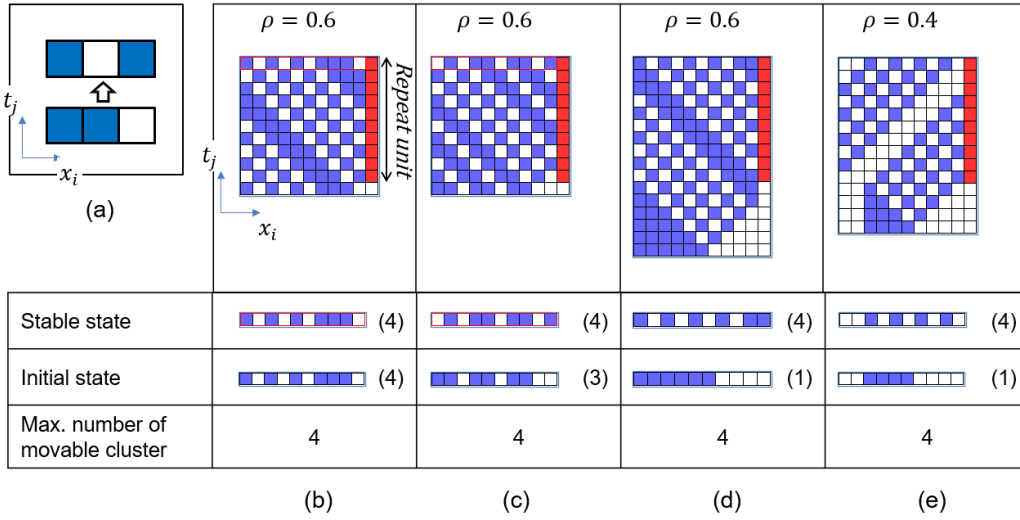 ρ = 0.6
ρ = 0.6
ρ = 0.6
ρ = 0.4
t_j
x_i
(a)
Repeat unit
t_j
x_i
Stable state
(4)
(4)
(4)
(4)
Initial state
(4)
(3)
(1)
(1)
Max. number of
movable cluster
4
4
4
4
(b)
(c)
(d)
(e)